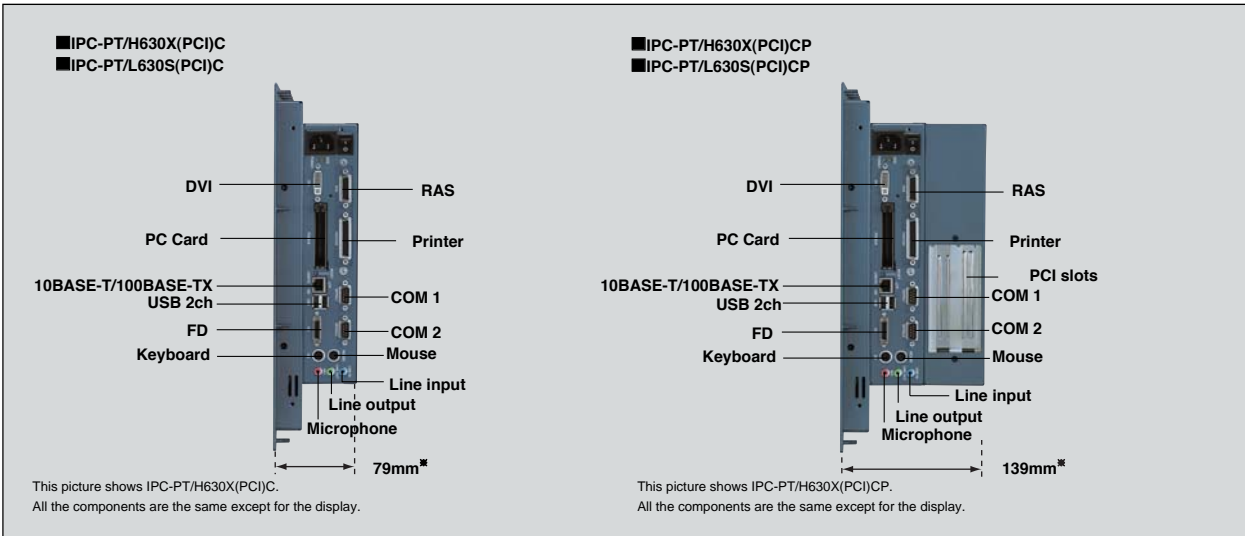 ■IPC-PT/H630X(PCI)C
■IPC-PT/L630S(PCI)C
DVI
RAS
PC Card
Printer
10BASE-T/100BASE-TX
USB 2ch
COM 1
FD
COM 2
Keyboard
Mouse
Line input
Line output
Microphone
79mm※
This picture shows IPC-PT/H630X(PCI)C.
All the components are the same except for the display.
■IPC-PT/H630X(PCI)CP
■IPC-PT/L630S(PCI)CP
DVI
RAS
PC Card
Printer
PCI slots
10BASE-T/100BASE-TX
USB 2ch
COM 1
FD
COM 2
Keyboard
Mouse
Line input
Line output
Microphone
139mm※
This picture shows IPC-PT/H630X(PCI)CP.
All the components are the same except for the display.